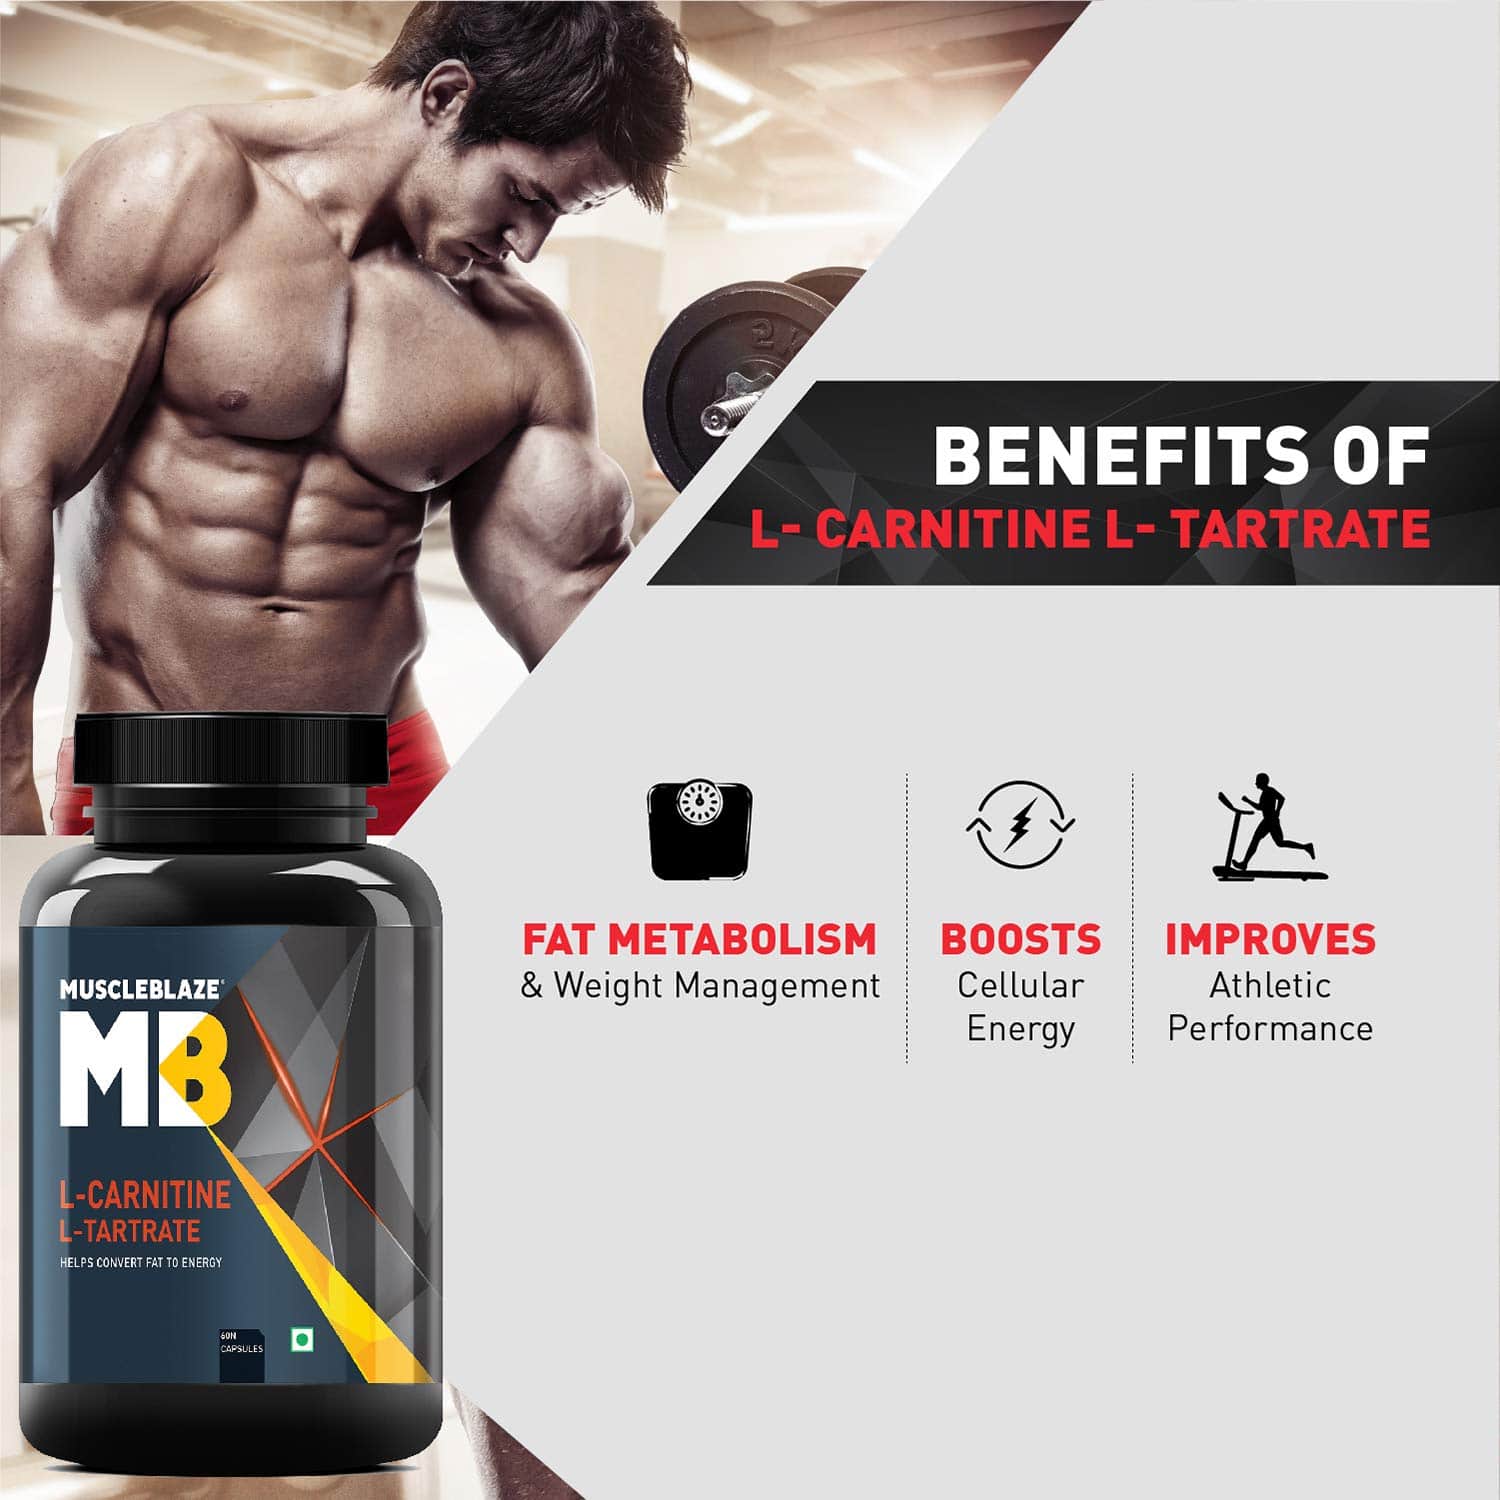 BENEFITS OF
L- CARNITINE L- TARTRATE
FAT METABOLISM
& Weight Management
BOOSTS
Cellular
Energy
IMPROVES
Athletic
Performance
MUSCLEBLAZE
MB
L-CARNITINE
L-TARTRATE
HELPS CONVERT FAT TO ENERGY
60N
CAPSULES